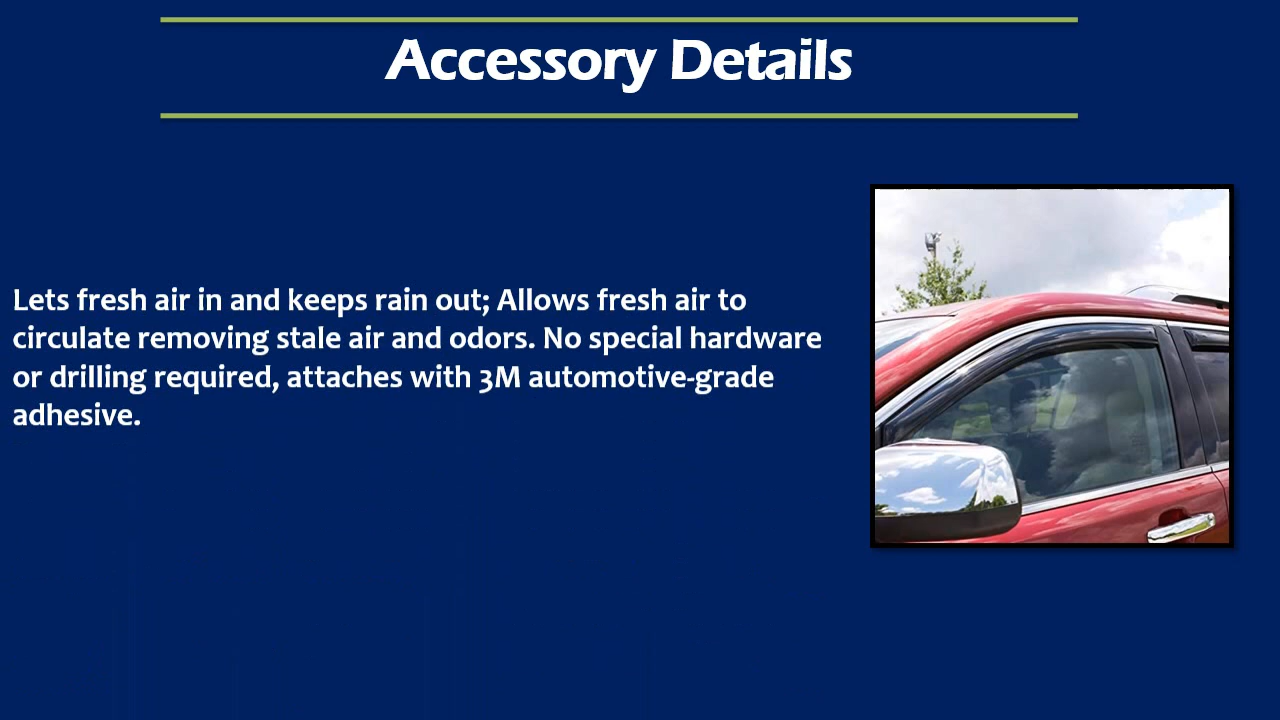 Accessory Details
Lets fresh air in and keeps rain out; Allows fresh air to
circulate removing stale air and odors. No special hardware
or drilling required, attaches with 3M automotive-grade
adhesive.